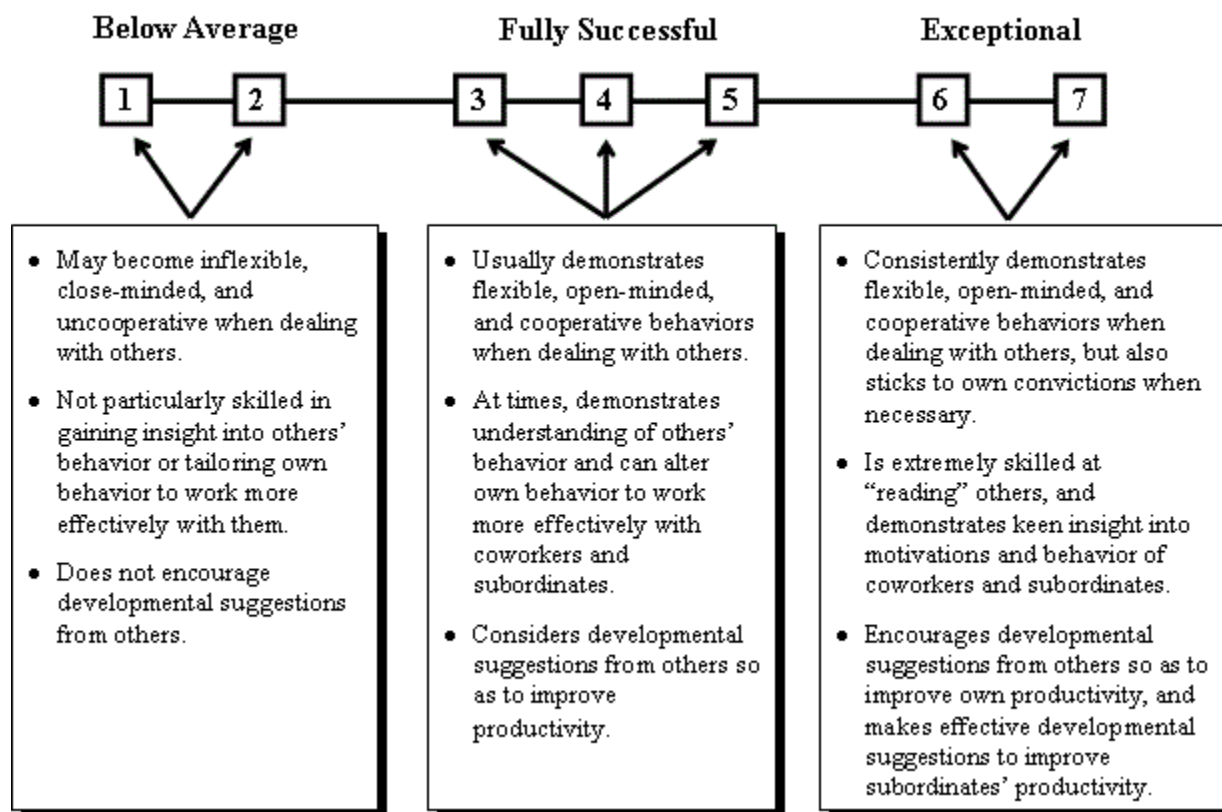 Below Average Fully Successful Exceptional
1 2 3 4 5 6 7
• May become inflexible,
close-minded, and
uncooperative when dealing
with others.
• Not particularly skilled in
gaining insight into others’
behavior or tailoring own
behavior to work more
effectively with them.
• Does not encourage
developmental suggestions
from others.
• Usually demonstrates
flexible, open-minded,
and cooperative behaviors
when dealing with others.
• At times, demonstrates
understanding of others’
behavior and can alter
own behavior to work
more effectively with
coworkers and
subordinates.
• Considers developmental
suggestions from others so
as to improve
productivity.
• Consistently demonstrates
flexible, open-minded, and
cooperative behaviors when
dealing with others, but also
sticks to own convictions when
necessary.
• Is extremely skilled at
“reading” others, and
demonstrates keen insight into
motivations and behavior of
coworkers and subordinates.
• Encourages developmental
suggestions from others so as to
improve own productivity, and
makes effective developmental
suggestions to improve
subordinates’ productivity.